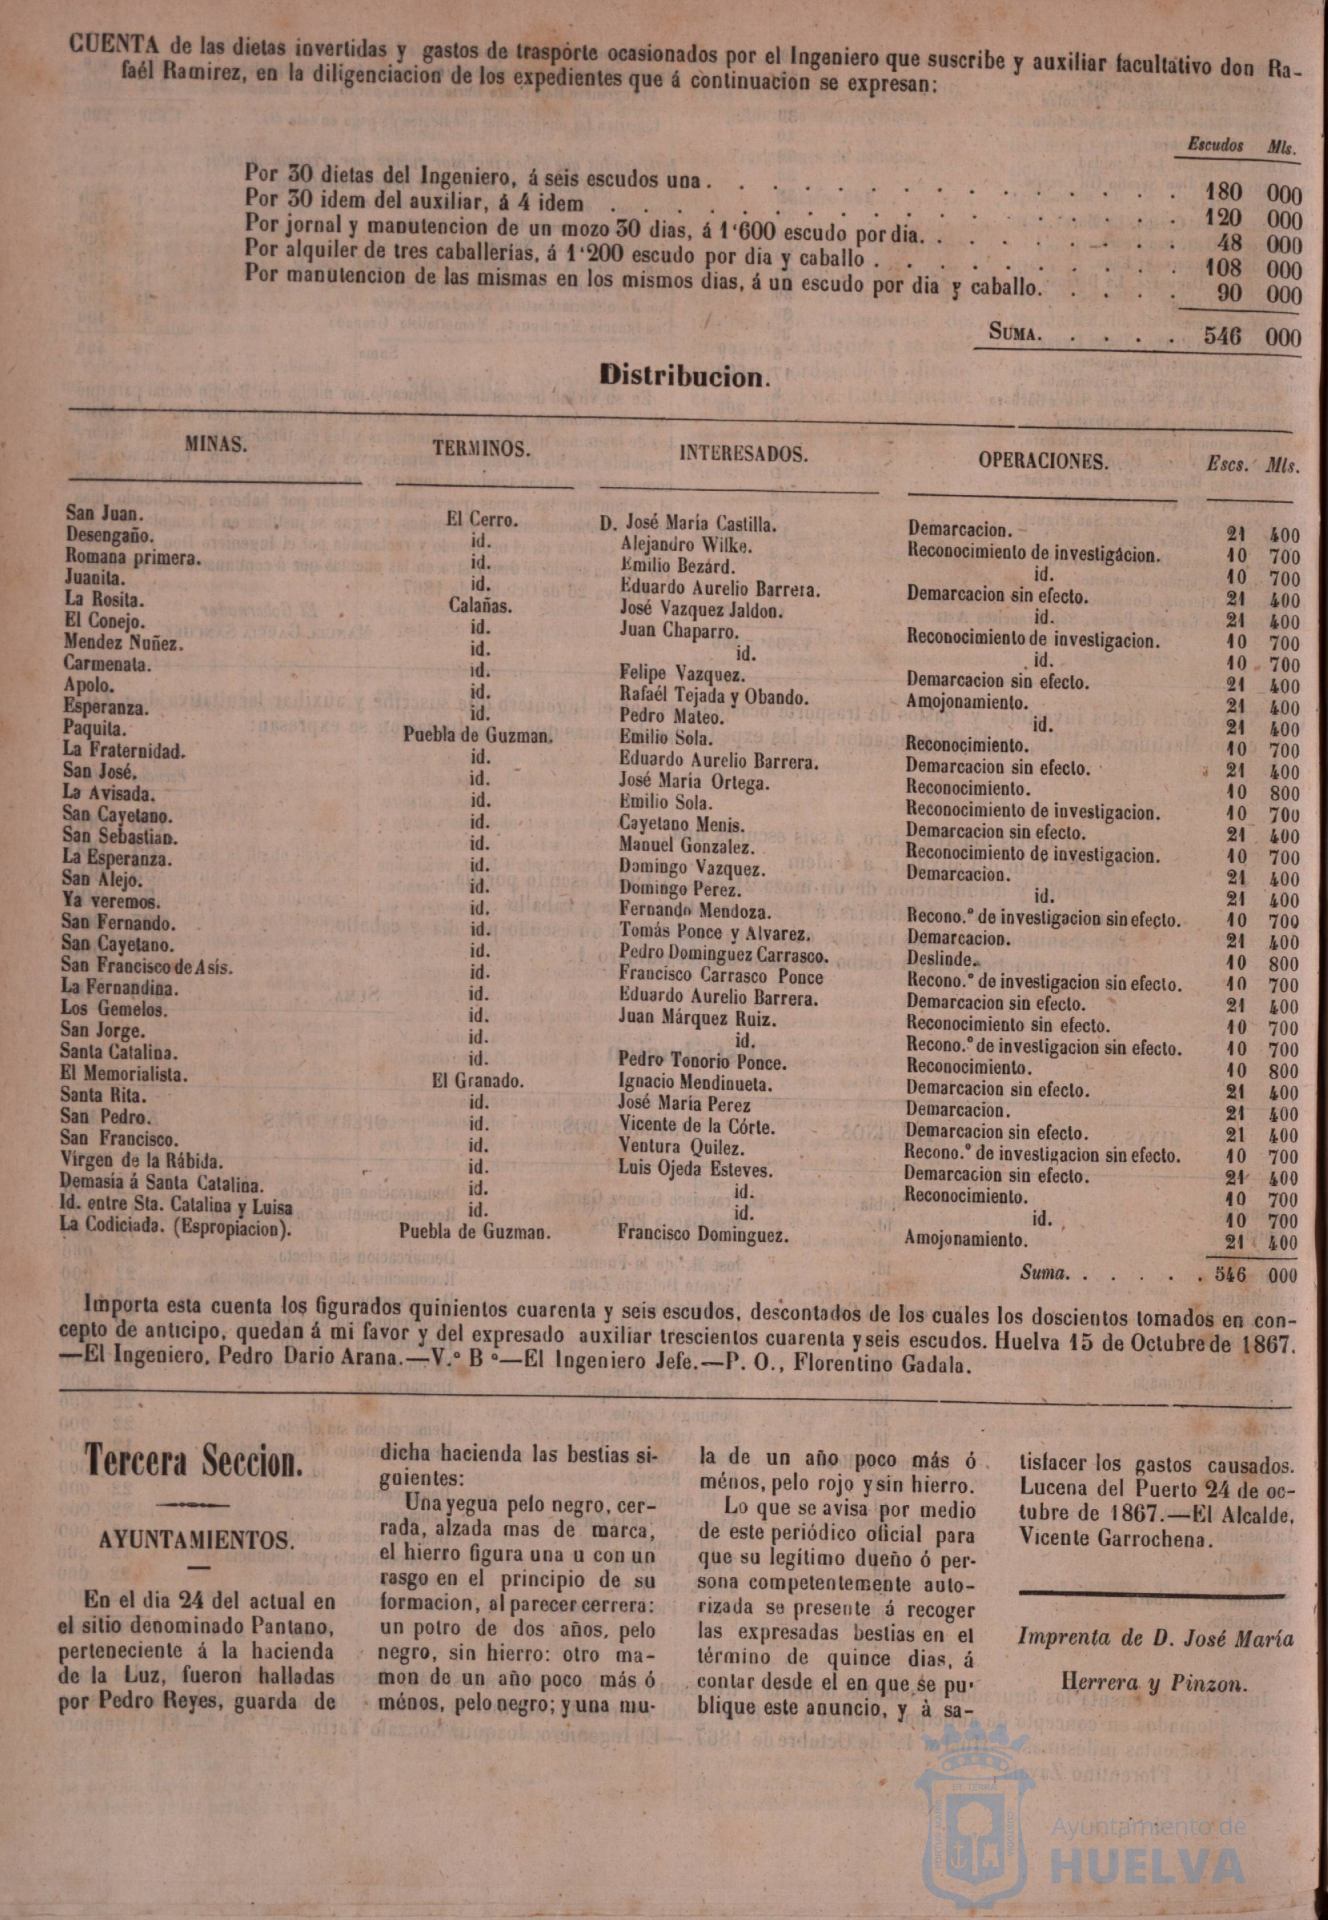 CUENTA de las dietas invertidas y gastos de trasporte ocasionados por el Ingeniero que suscribe y auxiliar facultativo don Ra-
faél Ramirez, en la diligenciacion de los expedientes que á continuacion se expresan:
Escudos Mls.
Por 30 dietas del Ingeniero, á seis escudos una. . . . . . . . . . . . 180 000
Por 30 idem del auxiliar, á 4 idem . . . . . . . . . . . . 120 000
Por jornal y manutencion de un mozo 30 dias, á 1'600 escudo por dia. . . . . . . . 48 000
Por alquiler de tres caballerías, á 1'200 escudo por dia y caballo . . . . . . . . 108 000
Por manutencion de las mismas en los mismos dias, á un escudo por dia y caballo. . . . . 90 000
SUMA. . . . . 546 000
Distribucion.
MINAS. TERMINOS. INTERESADOS. OPERACIONES. Escs. Mls.
San Juan. El Cerro. D. José María Castilla. Demarcacion. 21 400
Desengaño. id. Alejandro Wilke. Reconocimiento de investigácion. 10 700
Romana primera. id. Emilio Bezárd. id. 10 700
Juanita. id. Eduardo Aurelio Barrera. Demarcacion sin efecto. 21 400
La Rosita. Calañas. José Vazquez Jaldon. id. 21 400
El Conejo. id. Juan Chaparro. Reconocimiento de investigacion. 10 700
Mendez Nuñez. id. id. id. 10 700
Carmenata. id. Felipe Vazquez. Demarcacion sin efecto. 21 400
Apolo. id. Rafaél Tejada y Obando. Amojonamiento. 21 400
Esperanza. id. Pedro Mateo. id. 21 400
Paquita. Puebla de Guzman. Emilio Sola. Reconocimiento. 10 700
La Fraternidad. id. Eduardo Aurelio Barrera. Demarcacion sin efecto. 21 400
San José. id. José María Ortega. Reconocimiento. 10 800
La Avisada. id. Emilio Sola. Reconocimiento de investigacion. 10 700
San Cayetano. id. Cayetano Menis. Demarcacion sin efecto. 21 400
San Sebastian. id. Manuel Gonzalez. Reconocimiento de investigacion. 10 700
La Esperanza. id. Domingo Vazquez. Demarcacion. 21 400
San Alejo. id. Domingo Perez. id. 21 400
Ya veremos. id. Fernando Mendoza. Recono.º de investigacion sin efecto. 10 700
San Fernando. id. Tomás Ponce y Alvarez. Demarcacion. 21 400
San Cayetano. id. Pedro Dominguez Carrasco. Deslinde. 10 800
San Francisco de Asís. id. Francisco Carrasco Ponce Recono.º de investigacion sin efecto. 10 700
La Fernandina. id. Eduardo Aurelio Barrera. Demarcacion sin efecto. 21 400
Los Gemelos. id. Juan Márquez Ruiz. Reconocimiento sin efecto. 10 700
San Jorge. id. id. Recono.º de investigacion sin efecto. 10 700
Santa Catalina. id. Pedro Tonorio Ponce. Reconocimiento. 10 800
El Memorialista. El Granado. Ignacio Mendinueta. Demarcacion sin efecto. 21 400
Santa Rita. id. José María Perez Demarcacion. 21 400
San Pedro. id. Vicente de la Córte. Demarcacion sin efecto. 21 400
San Francisco. id. Ventura Quilez. Recono.º de investigacion sin efecto. 10 700
Vírgen de la Rábida. id. Luis Ojeda Esteves. Demarcacion sin efecto. 21 400
Demasía á Santa Catalina. id. id. Reconocimiento. 10 700
Id. entre Sta. Catalina y Luisa id. id. id. 10 700
La Codiciada. (Espropiacion). Puebla de Guzman. Francisco Dominguez. Amojonamiento. 21 400
Suma. . . . . . 546 000
Importa esta cuenta los figurados quinientos cuarenta y seis escudos, descontados de los cuales los doscientos tomados en con-
cepto de anticipo, quedan á mi favor y del expresado auxiliar trescientos cuarenta y seis escudos. Huelva 15 de Octubre de 1867.
—El Ingeniero, Pedro Dario Arana.—V.º B º—El Ingeniero Jefe.—P. O., Florentino Gadala.
Tercera Seccion.
AYUNTAMIENTOS.
En el dia 24 del actual en
el sitio denominado Pantano,
perteneciente á la hacienda
de la Luz, fueron halladas
por Pedro Reyes, guarda de
dicha hacienda las bestias si-
guientes:
Una yegua pelo negro, cer-
rada, alzada mas de marca,
el hierro figura una u con un
rasgo en el principio de su
formacion, al parecer cerrera:
un potro de dos años, pelo
negro, sin hierro: otro ma-
mon de un año poco más ó
ménos, pelo negro; y una mu-
la de un año poco más ó
ménos, pelo rojo y sin hierro.
Lo que se avisa por medio
de este periódico oficial para
que su legítimo dueño ó per-
sona competentemente auto-
rizada se presente á recoger
las expresadas bestias en el
término de quince dias, á
contar desde el en que se pu-
blique este anuncio, y à sa-
tisfacer los gastos causados.
Lucena del Puerto 24 de oc-
tubre de 1867.—El Alcalde,
Vicente Garrochena.
Imprenta de D. José María
Herrera y Pinzon.
Ayuntamiento de
HUELVA